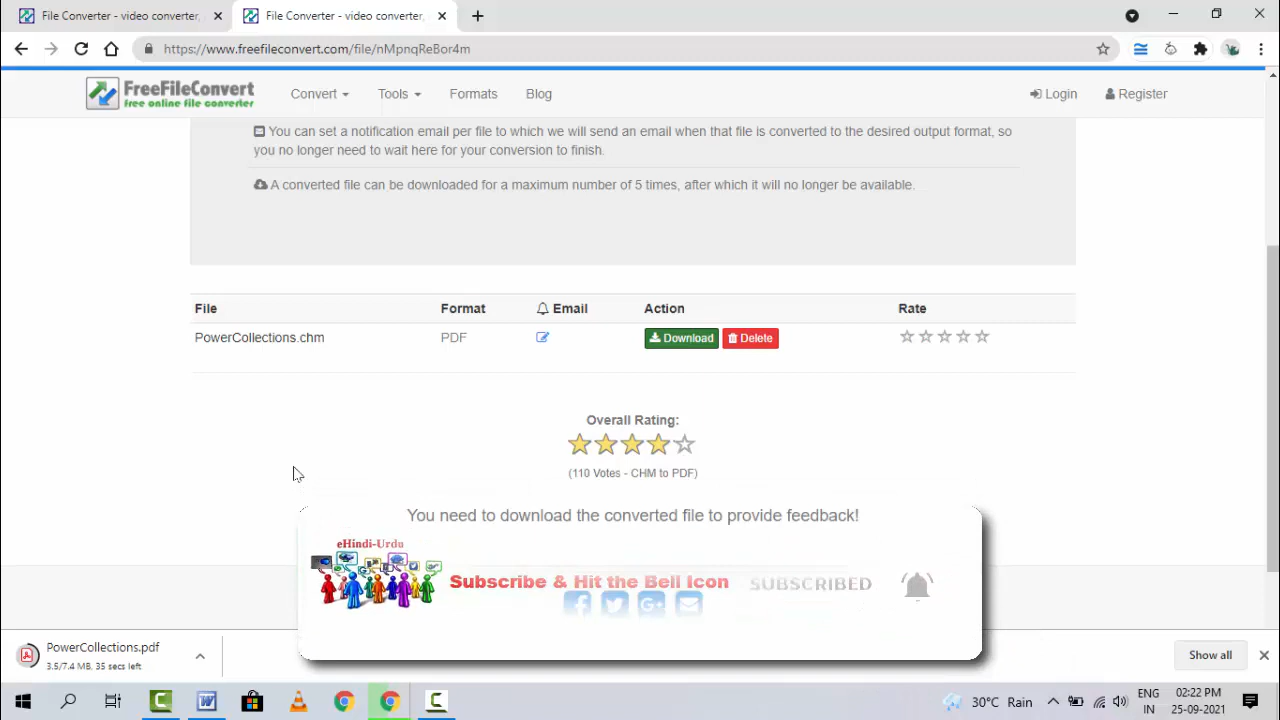 File Converter - video converter,
File Converter - video converter,
https://www.freefileconvert.com/file/nMpnqReBor4m
FreeFileConvert
free online file converter
Convert
Tools
Formats
Blog
Login
Register
You can set a notification email per file to which we will send an email when that file is converted to the desired output format, so
you no longer need to wait here for your conversion to finish.
A converted file can be downloaded for a maximum number of 5 times, after which it will no longer be available.
File Format Email Action Rate
PowerCollections.chm PDF Download Delete
Overall Rating:
(110 Votes - CHM to PDF)
You need to download the converted file to provide feedback!
eHindi-Urdu
Subscribe & Hit the Bell Icon
SUBSCRIBED
PowerCollections.pdf
3.5/7.4 MB, 35 secs left
Show all
30°C Rain
ENG
IN
02:22 PM
25-09-2021